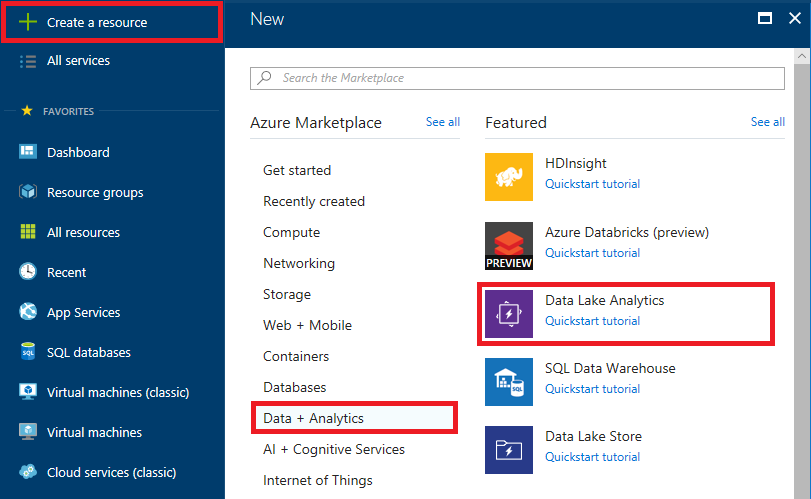 Create a resource
All services
FAVORITES
Dashboard
Resource groups
All resources
Recent
App Services
SQL databases
Virtual machines (classic)
Virtual machines
Cloud services (classic)
New
Search the Marketplace
Azure Marketplace
See all
Get started
Recently created
Compute
Networking
Storage
Web + Mobile
Containers
Databases
Data + Analytics
AI + Cognitive Services
Internet of Things
Featured
See all
HDInsight
Quickstart tutorial
PREVIEW
Azure Databricks (preview)
Quickstart tutorial
Data Lake Analytics
Quickstart tutorial
SQL
SQL Data Warehouse
Quickstart tutorial
Data Lake Store
Quickstart tutorial